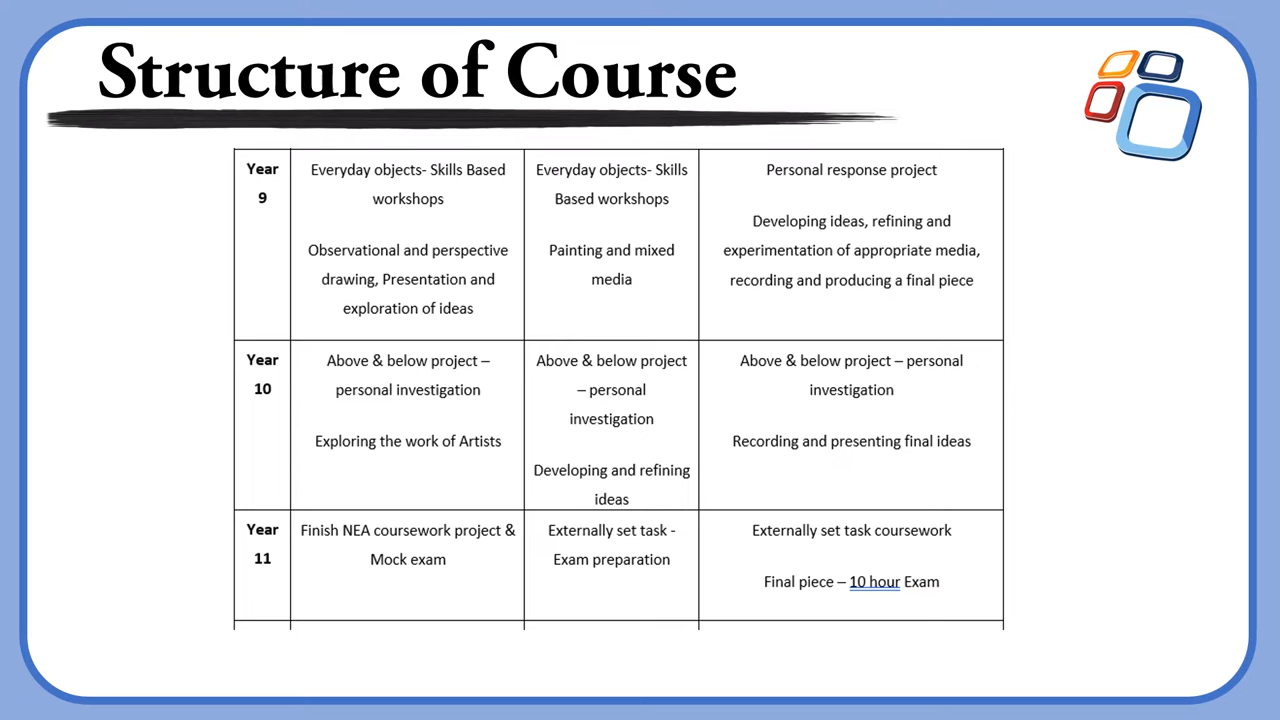 Structure of Course
Year
9
Everyday objects- Skills Based
workshops
Observational and perspective
drawing, Presentation and
exploration of ideas
Everyday objects- Skills
Based workshops
Painting and mixed
media
Personal response project
Developing ideas, refining and
experimentation of appropriate media,
recording and producing a final piece
Year
10
Above & below project –
personal investigation
Exploring the work of Artists
Above & below project
– personal
investigation
Developing and refining
ideas
Above & below project – personal
investigation
Recording and presenting final ideas
Year
11
Finish NEA coursework project &
Mock exam
Externally set task -
Exam preparation
Externally set task coursework
Final piece – 10 hour Exam